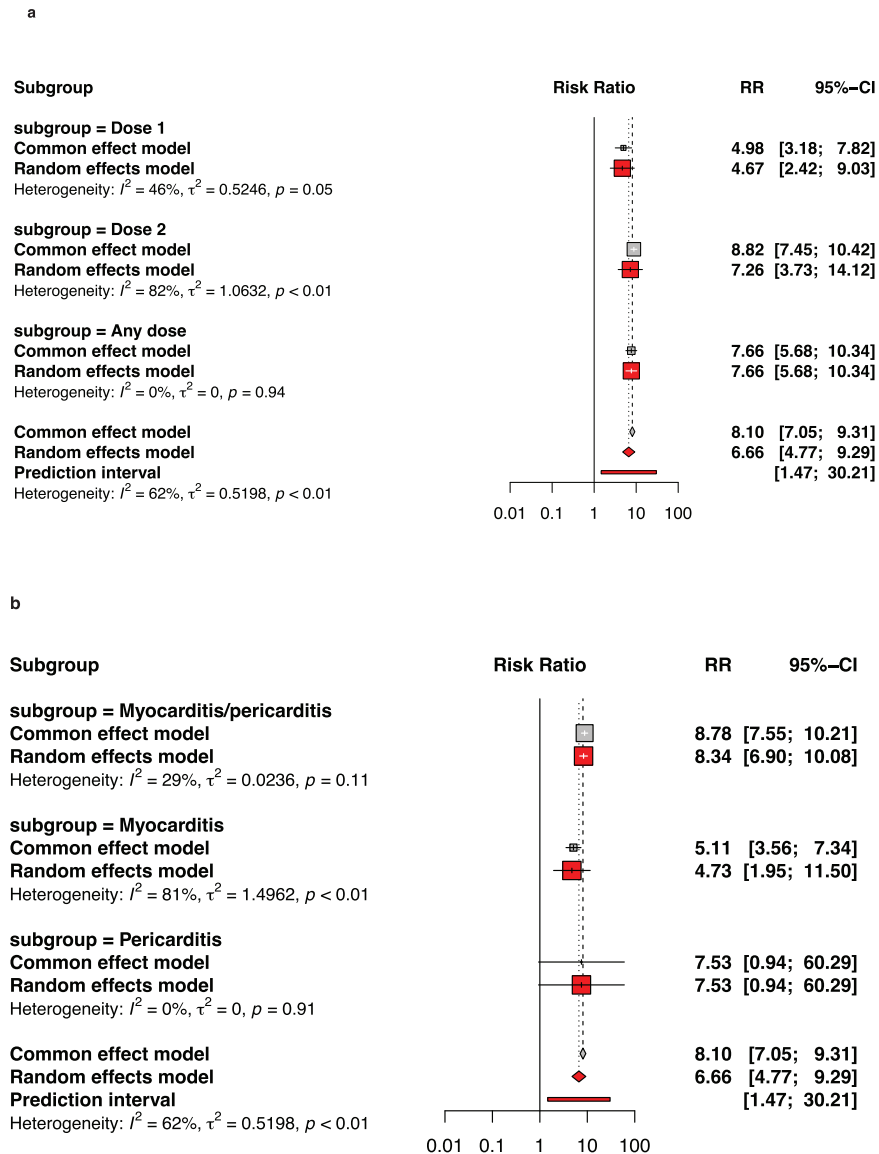 a
Subgroup Risk Ratio RR 95%−CI
subgroup = Dose 1
Common effect model 4.98 [3.18; 7.82]
Random effects model 4.67 [2.42; 9.03]
Heterogeneity: I² = 46%, τ² = 0.5246, p = 0.05
subgroup = Dose 2
Common effect model 8.82 [7.45; 10.42]
Random effects model 7.26 [3.73; 14.12]
Heterogeneity: I² = 82%, τ² = 1.0632, p < 0.01
subgroup = Any dose
Common effect model 7.66 [5.68; 10.34]
Random effects model 7.66 [5.68; 10.34]
Heterogeneity: I² = 0%, τ² = 0, p = 0.94
Common effect model 8.10 [7.05; 9.31]
Random effects model 6.66 [4.77; 9.29]
Prediction interval [1.47; 30.21]
Heterogeneity: I² = 62%, τ² = 0.5198, p < 0.01
0.01 0.1 1 10 100
b
Subgroup Risk Ratio RR 95%−CI
subgroup = Myocarditis/pericarditis
Common effect model 8.78 [7.55; 10.21]
Random effects model 8.34 [6.90; 10.08]
Heterogeneity: I² = 29%, τ² = 0.0236, p = 0.11
subgroup = Myocarditis
Common effect model 5.11 [3.56; 7.34]
Random effects model 4.73 [1.95; 11.50]
Heterogeneity: I² = 81%, τ² = 1.4962, p < 0.01
subgroup = Pericarditis
Common effect model 7.53 [0.94; 60.29]
Random effects model 7.53 [0.94; 60.29]
Heterogeneity: I² = 0%, τ² = 0, p = 0.91
Common effect model 8.10 [7.05; 9.31]
Random effects model 6.66 [4.77; 9.29]
Prediction interval [1.47; 30.21]
Heterogeneity: I² = 62%, τ² = 0.5198, p < 0.01
0.01 0.1 1 10 100